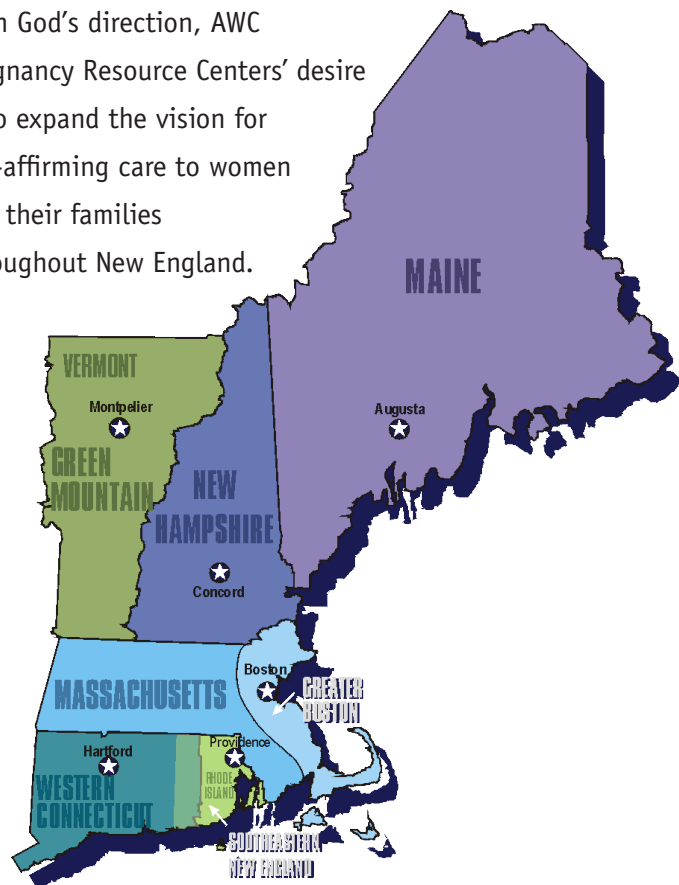 n God's direction, AWC
gnancy Resource Centers' desire
o expand the vision for
-affirming care to women
their families
oughout New England.
MAINE
VERMONT
Montpelier
Augusta
GREEN
MOUNTAIN
NEW
HAMPSHIRE
Concord
Boston
MASSACHUSETTS
GREATER
BOSTON
Hartford
Providence
WESTERN
CONNECTICUT
RHODE
ISLAND
SOUTHEASTERN
NEW ENGLAND